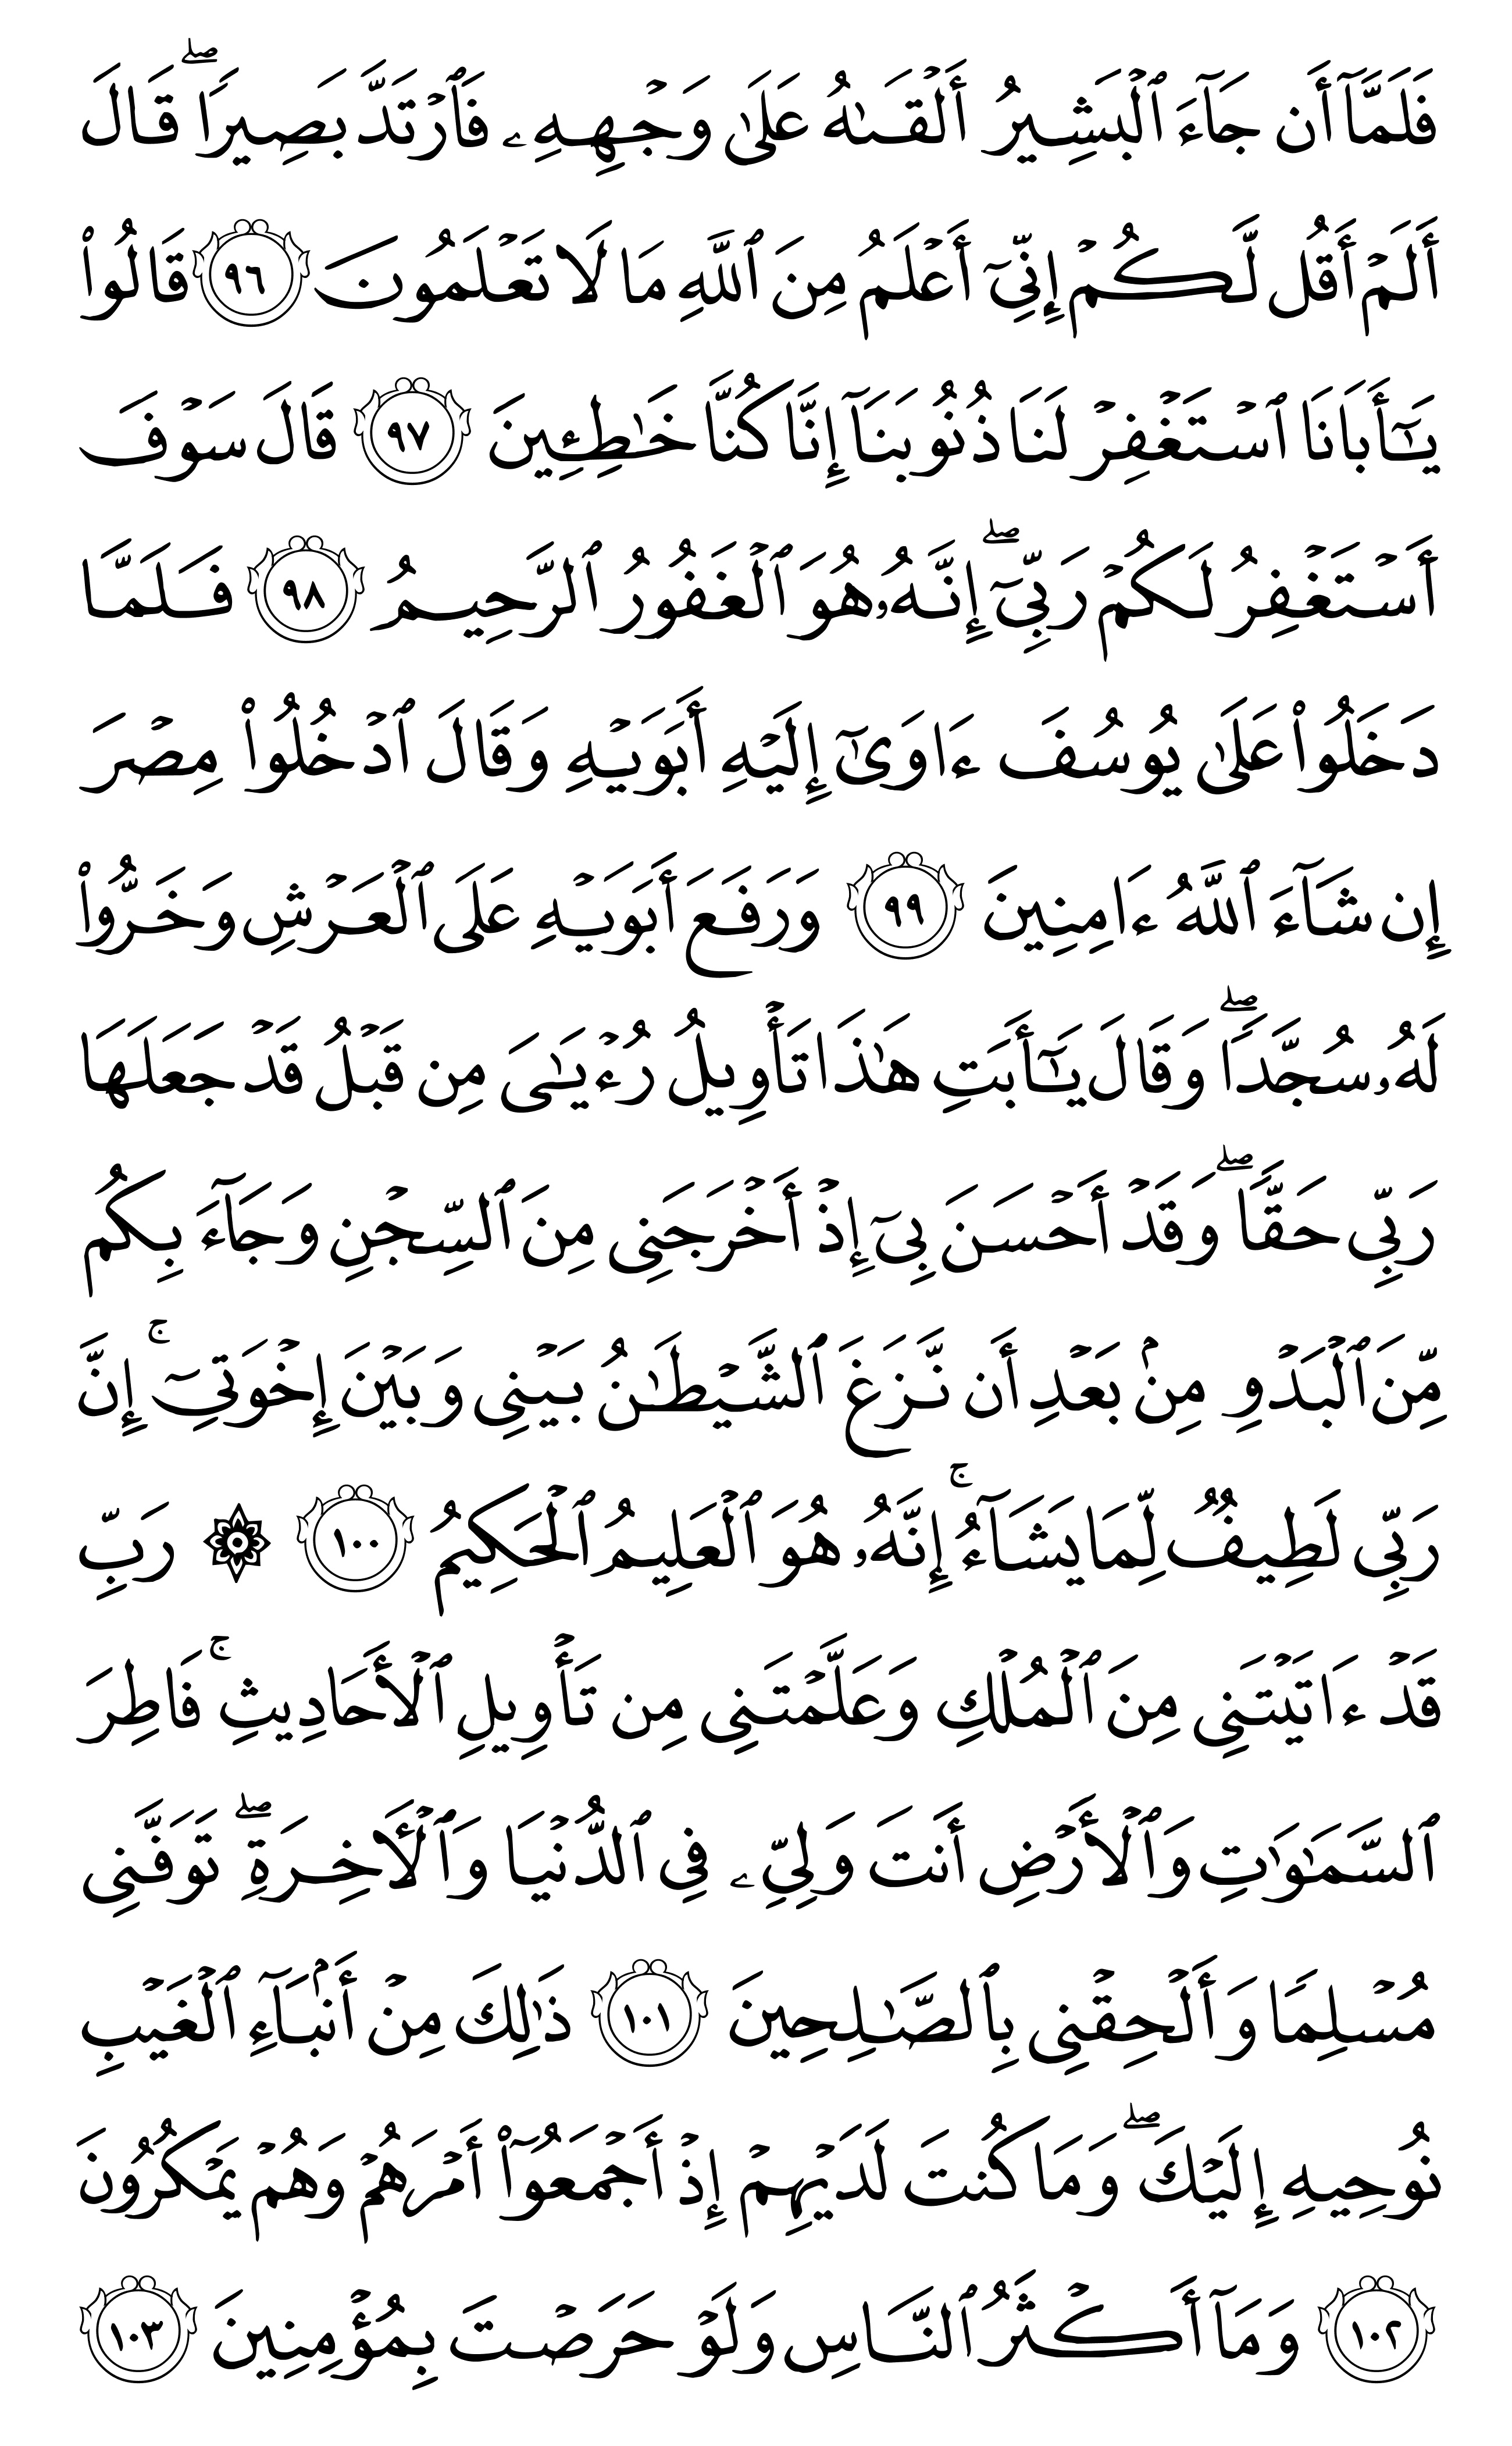 فَلَمَّآ أَن جَآءَ ٱلۡبَشِيرُ أَلۡقَىٰهُ عَلَىٰ وَجۡهِهِۦ فَٱرۡتَدَّ بَصِيرٗاۖ قَالَ
أَلَمۡ أَقُل لَّكُمۡ إِنِّيٓ أَعۡلَمُ مِنَ ٱللَّهِ مَا لَا تَعۡلَمُونَ ٩٦ قَالُواْ
يَٰٓأَبَانَا ٱسۡتَغۡفِرۡ لَنَا ذُنُوبَنَآ إِنَّا كُنَّا خَٰطِـِٔينَ ٩٧ قَالَ سَوۡفَ
أَسۡتَغۡفِرُ لَكُمۡ رَبِّيٓۖ إِنَّهُۥ هُوَ ٱلۡغَفُورُ ٱلرَّحِيمُ ٩٨ فَلَمَّا
دَخَلُواْ عَلَىٰ يُوسُفَ ءَاوَىٰٓ إِلَيۡهِ أَبَوَيۡهِ وَقَالَ ٱدۡخُلُواْ مِصۡرَ
إِن شَآءَ ٱللَّهُ ءَامِنِينَ ٩٩ وَرَفَعَ أَبَوَيۡهِ عَلَى ٱلۡعَرۡشِ وَخَرُّواْ
لَهُۥ سُجَّدٗاۖ وَقَالَ يَٰٓأَبَتِ هَٰذَا تَأۡوِيلُ رُءۡيَٰيَ مِن قَبۡلُ قَدۡ جَعَلَهَا
رَبِّي حَقّٗاۖ وَقَدۡ أَحۡسَنَ بِيٓ إِذۡ أَخۡرَجَنِي مِنَ ٱلسِّجۡنِ وَجَآءَ بِكُم
مِّنَ ٱلۡبَدۡوِ مِنۢ بَعۡدِ أَن نَّزَغَ ٱلشَّيۡطَٰنُ بَيۡنِي وَبَيۡنَ إِخۡوَتِيٓۚ إِنَّ
رَبِّي لَطِيفٞ لِّمَا يَشَآءُۚ إِنَّهُۥ هُوَ ٱلۡعَلِيمُ ٱلۡحَكِيمُ ١٠٠ ۞ رَبِّ
قَدۡ ءَاتَيۡتَنِي مِنَ ٱلۡمُلۡكِ وَعَلَّمۡتَنِي مِن تَأۡوِيلِ ٱلۡأَحَادِيثِۚ فَاطِرَ
ٱلسَّمَٰوَٰتِ وَٱلۡأَرۡضِ أَنتَ وَلِيِّۦ فِي ٱلدُّنۡيَا وَٱلۡأٓخِرَةِۖ تَوَفَّنِي
مُسۡلِمٗا وَأَلۡحِقۡنِي بِٱلصَّٰلِحِينَ ١٠١ ذَٰلِكَ مِنۡ أَنۢبَآءِ ٱلۡغَيۡبِ
نُوحِيهِ إِلَيۡكَۖ وَمَا كُنتَ لَدَيۡهِمۡ إِذۡ أَجۡمَعُوٓاْ أَمۡرَهُمۡ وَهُمۡ يَمۡكُرُونَ
١٠٢ وَمَآ أَكۡثَرُ ٱلنَّاسِ وَلَوۡ حَرَصۡتَ بِمُؤۡمِنِينَ ١٠٣